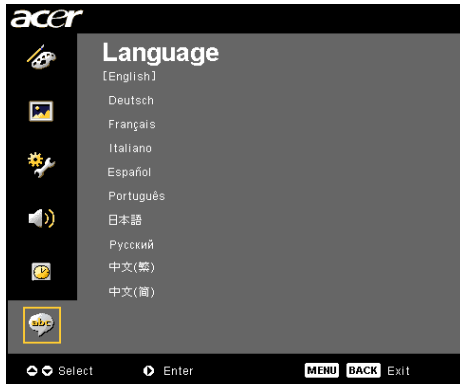 acer
Language
[English]
Deutsch
Français
Italiano
Español
Português
日本語
Русский
中文(繁)
中文(简)
abc
Select Enter MENU BACK Exit